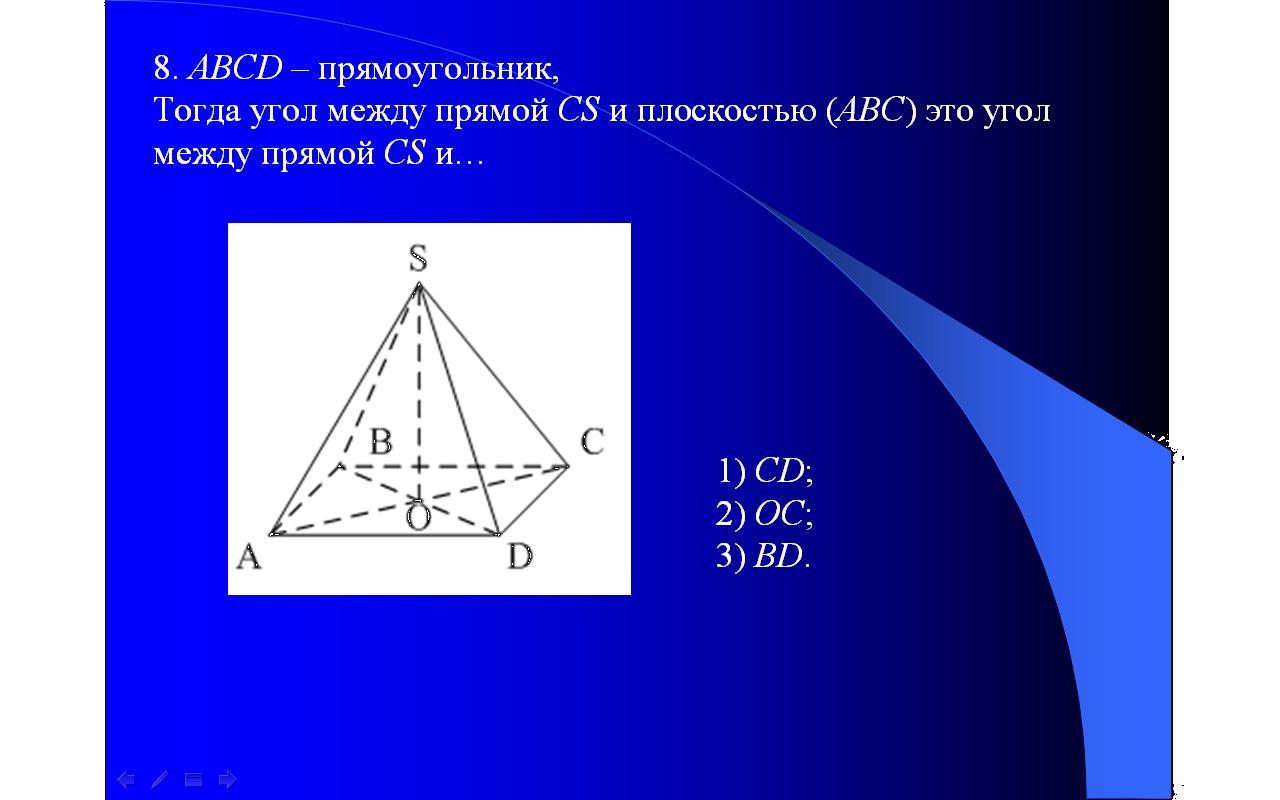 8. ABCD – прямоугольник,
Тогда угол между прямой CS и плоскостью (ABC) это угол
между прямой CS и…
S
B
C
O
A
D
1) CD;
2) OC;
3) BD.